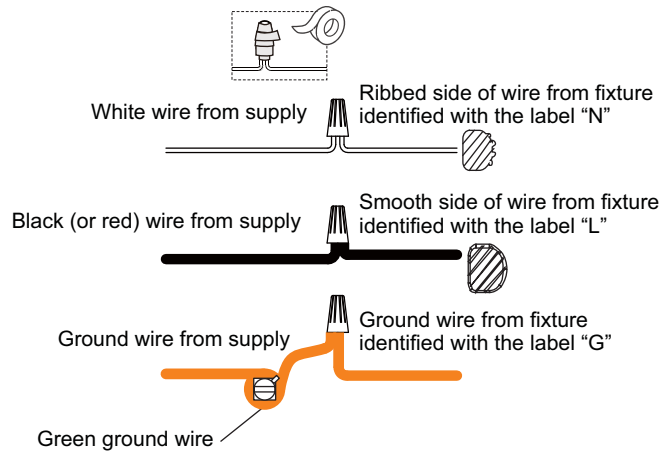 White wire from supply
Ribbed side of wire from fixture
identified with the label “N”
Black (or red) wire from supply
Smooth side of wire from fixture
identified with the label “L”
Ground wire from supply
Ground wire from fixture
identified with the label “G”
Green ground wire